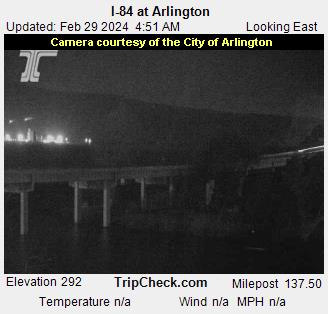 I-84 at Arlington
Updated: Feb 29 2024 4:51 AM Looking East
Camera courtesy of the City of Arlington
Elevation 292 TripCheck.com Milepost 137.50
Temperature n/a Wind n/a MPH n/a